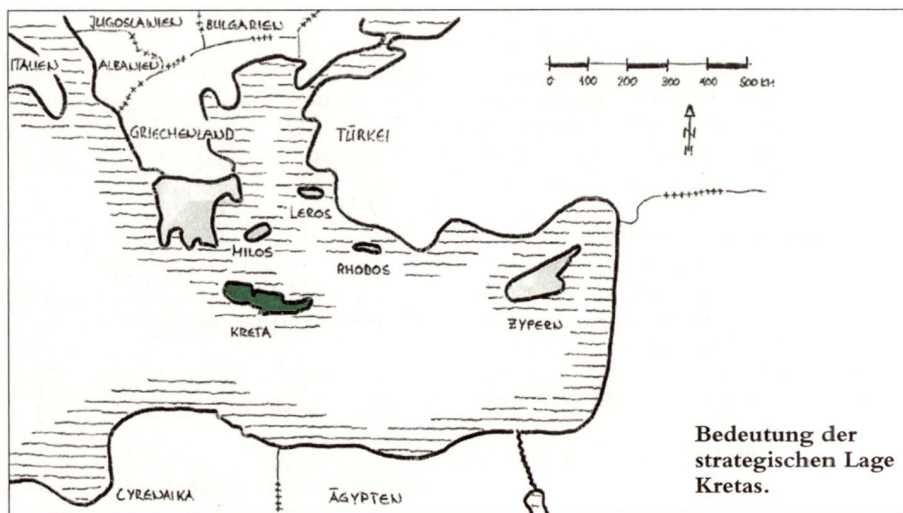 JUGOSLAINIEN
BULGARIEN
ITALIEN
ALBANIEN
0 100 200 300 400 500 KM
GRIECHENLAND
TÜRKEI
N
LEROS
MILOS
RHODOS
KRETA
ZYPERN
Bedeutung der
strategischen Lage
Kretas.
CYRENAIKA
ÄGYPTEN